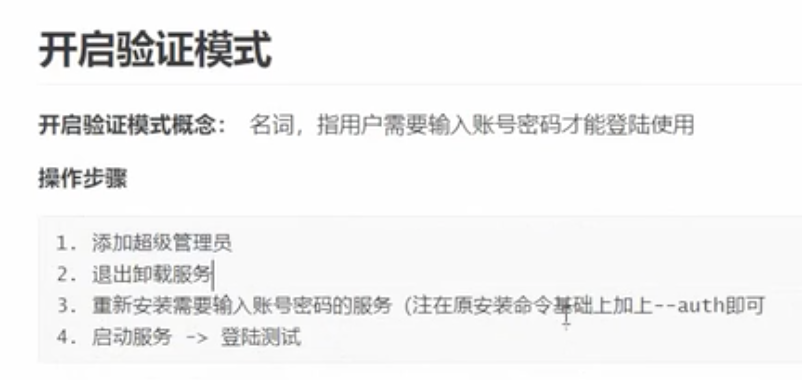 开启验证模式
开启验证模式概念： 名词，指用户需要输入账号密码才能登陆使用
操作步骤
1. 添加超级管理员
2. 退出卸载服务
3. 重新安装需要输入账号密码的服务（注在原安装命令基础上加上--auth即可
4. 启动服务 -> 登陆测试